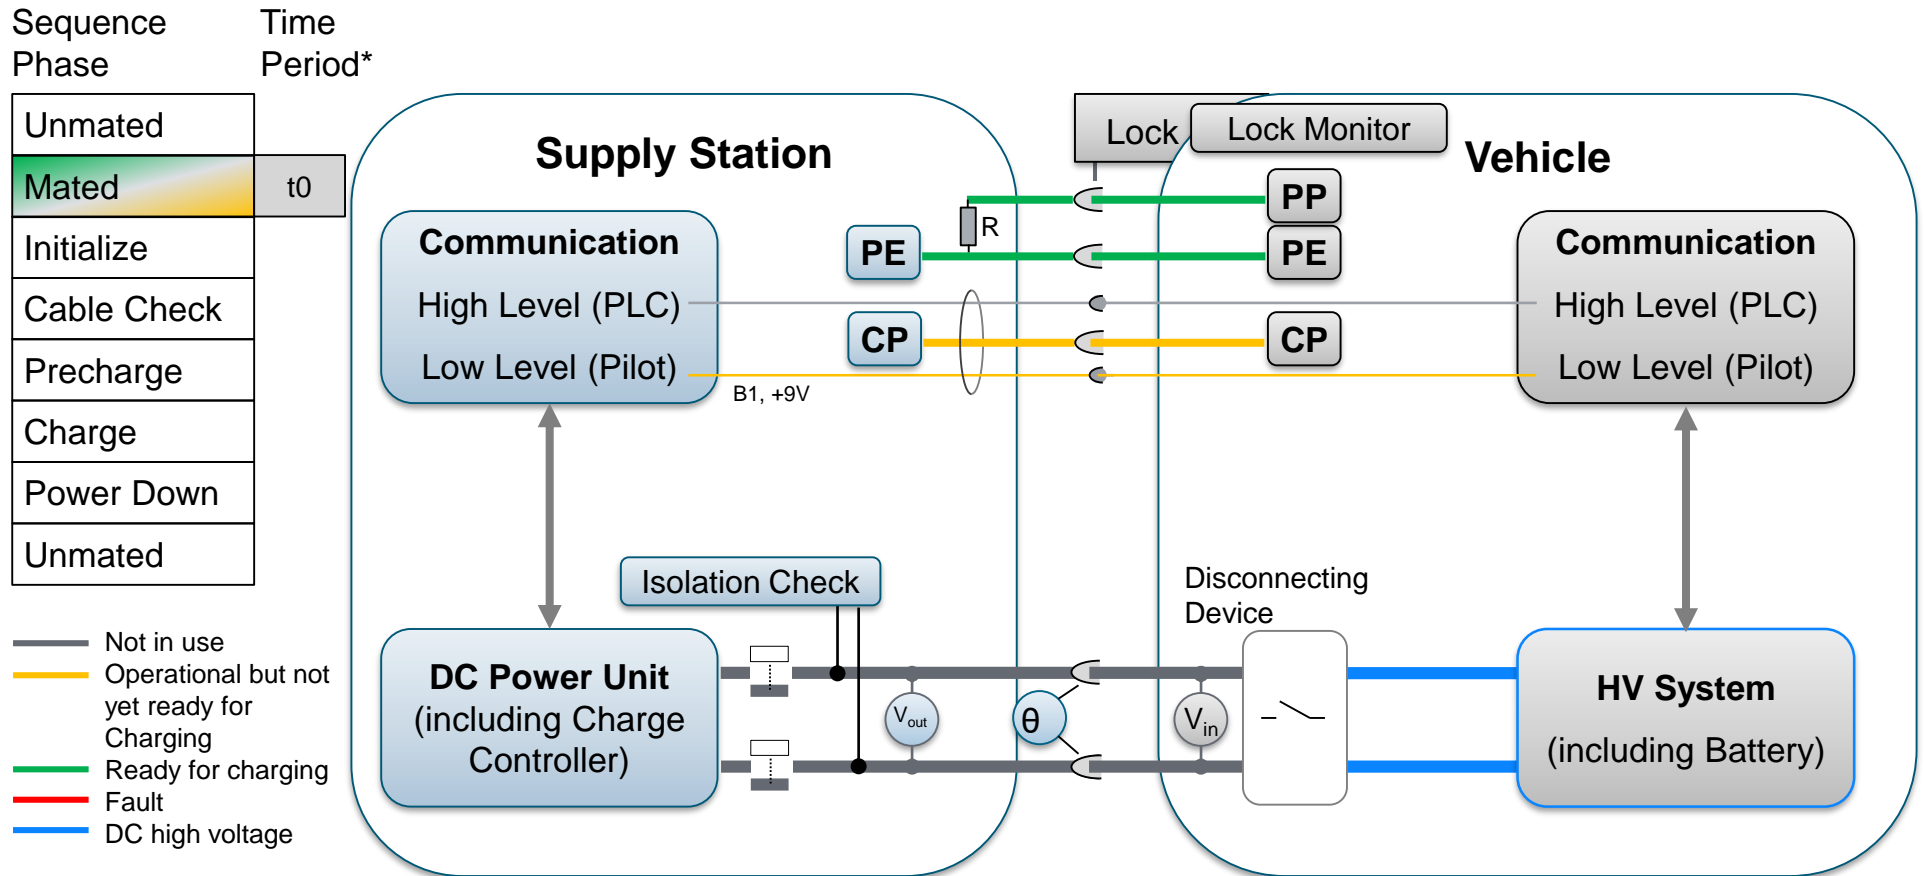 Sequence
Phase
Time
Period*
Unmated
Mated
t0
Initialize
Cable Check
Precharge
Charge
Power Down
Unmated
Not in use
Operational but not
yet ready for
Charging
Ready for charging
Fault
DC high voltage
Supply Station
Communication
High Level (PLC)
Low Level (Pilot)
B1, +9V
PE
CP
R
Isolation Check
DC Power Unit
(including Charge
Controller)
Vout
θ
Lock
Lock Monitor
Vehicle
PP
PE
CP
Communication
High Level (PLC)
Low Level (Pilot)
Disconnecting
Device
Vin
HV System
(including Battery)